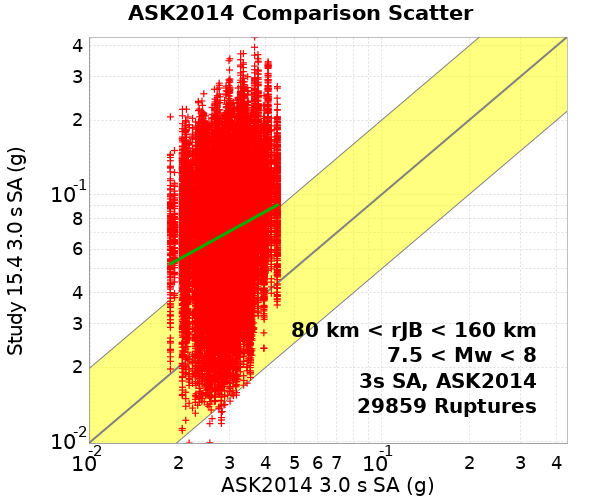 ASK2014 Comparison Scatter
Study 15.4 3.0 s SA (g)
4
3
2
10-1
8
6
4
3
2
10-2
80 km < rJB < 160 km
7.5 < Mw < 8
3s SA, ASK2014
29859 Ruptures
10-2 2 3 4 5 6 7 10-1 2 3 4
ASK2014 3.0 s SA (g)